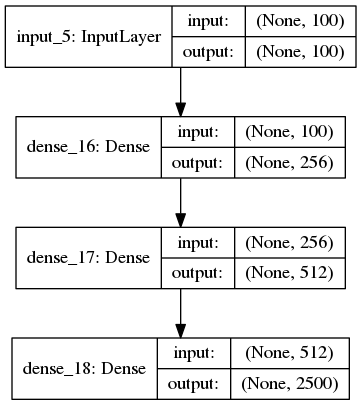 input_5: InputLayer
input: (None, 100)
output: (None, 100)
dense_16: Dense
input: (None, 100)
output: (None, 256)
dense_17: Dense
input: (None, 256)
output: (None, 512)
dense_18: Dense
input: (None, 512)
output: (None, 2500)